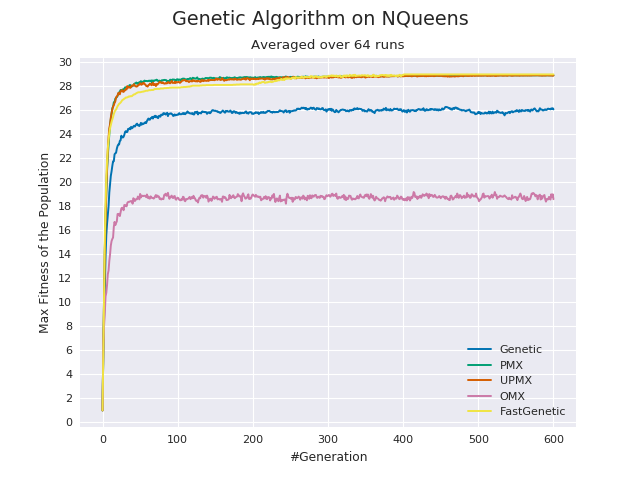 Genetic Algorithm on NQueens
Averaged over 64 runs
30
28
26
24
22
20
18
16
14
12
10
8
6
4
2
0
Max Fitness of the Population
Genetic
PMX
UPMX
OMX
FastGenetic
0 100 200 300 400 500 600
#Generation